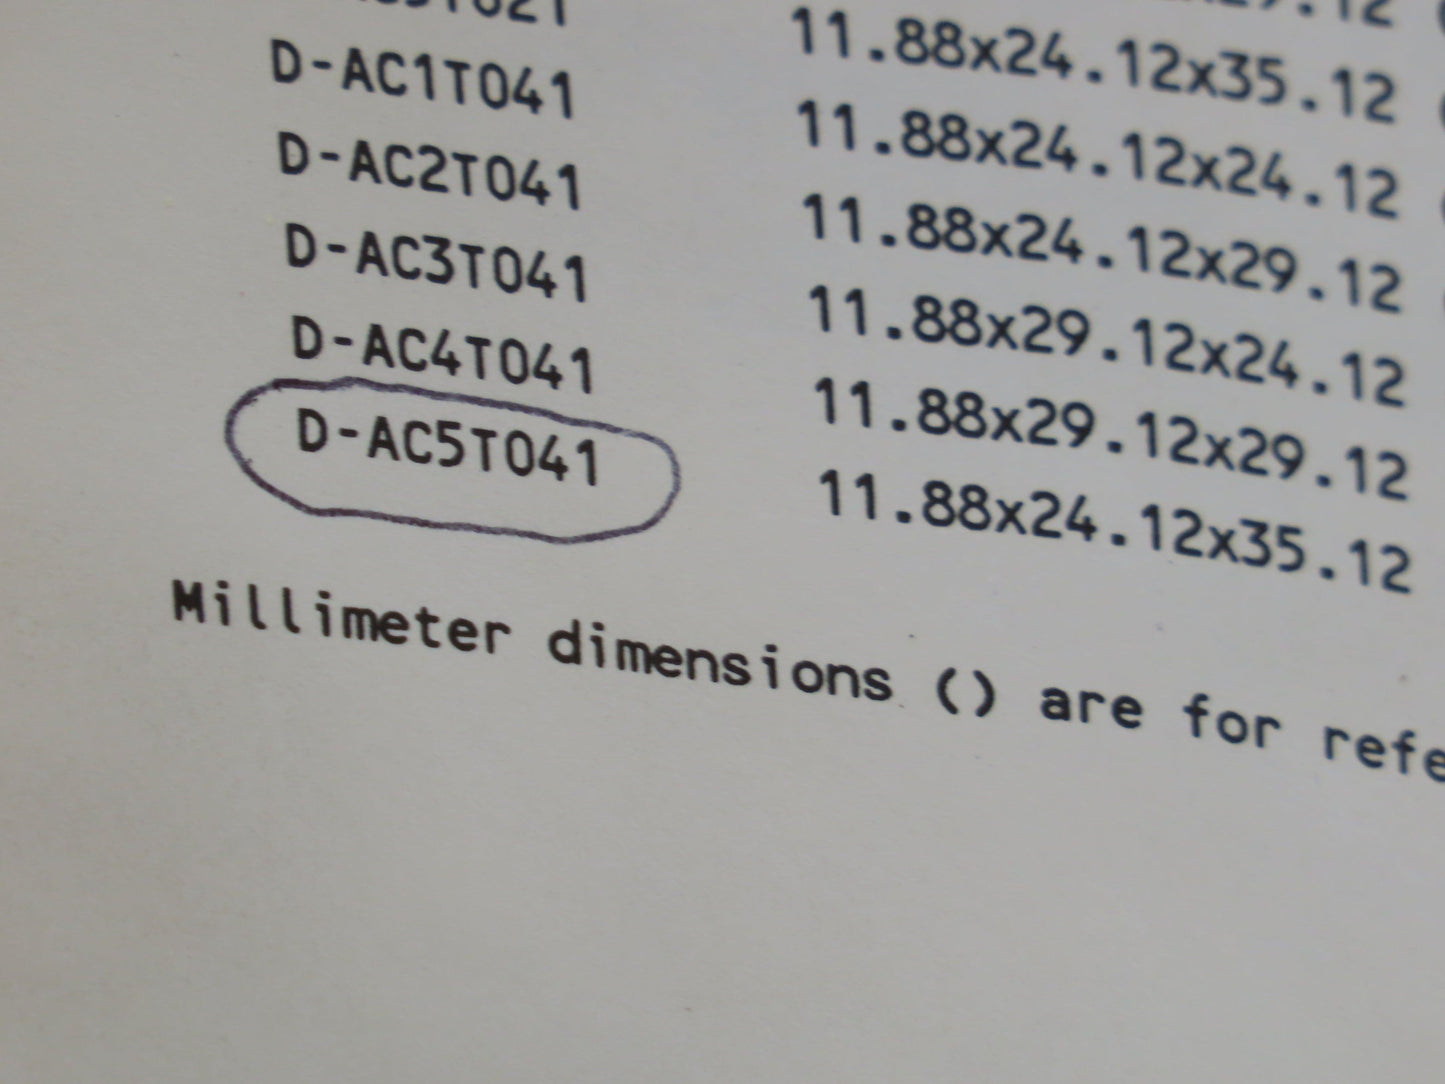 11.88x24.12x35.12
D-AC1T041 11.88x24.12x24.12
D-AC2T041 11.88x24.12x29.12
D-AC3T041 11.88x29.12x24.12
D-AC4T041 11.88x29.12x29.12
D-AC5T041 11.88x24.12x35.12
Millimeter dimensions () are for refe